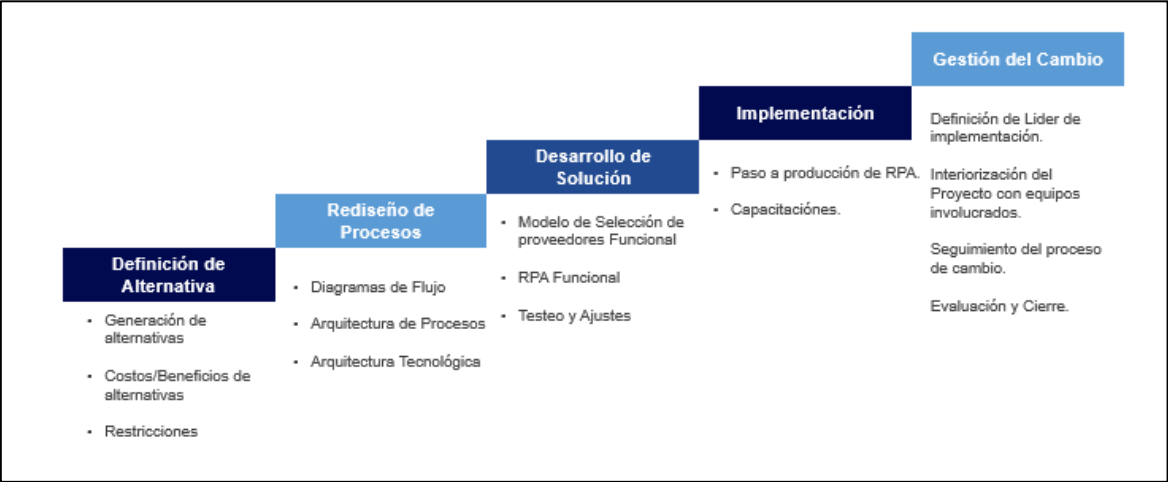 Definición de
Alternativa
▪ Generación de
alternativas
▪ Costos/Beneficios de
alternativas
▪ Restricciones
Rediseño de
Procesos
▪ Diagramas de Flujo
▪ Arquitectura de Procesos
▪ Arquitectura Tecnológica
Desarrollo de
Solución
▪ Modelo de Selección de
proveedores Funcional
▪ RPA Funcional
▪ Testeo y Ajustes
Implementación
▪ Paso a producción de RPA.
▪ Capacitaciónes.
Gestión del Cambio
Definición de Lider de
implementación.
Interiorización del
Proyecto con equipos
involucrados.
Seguimiento del proceso
de cambio.
Evaluación y Cierre.